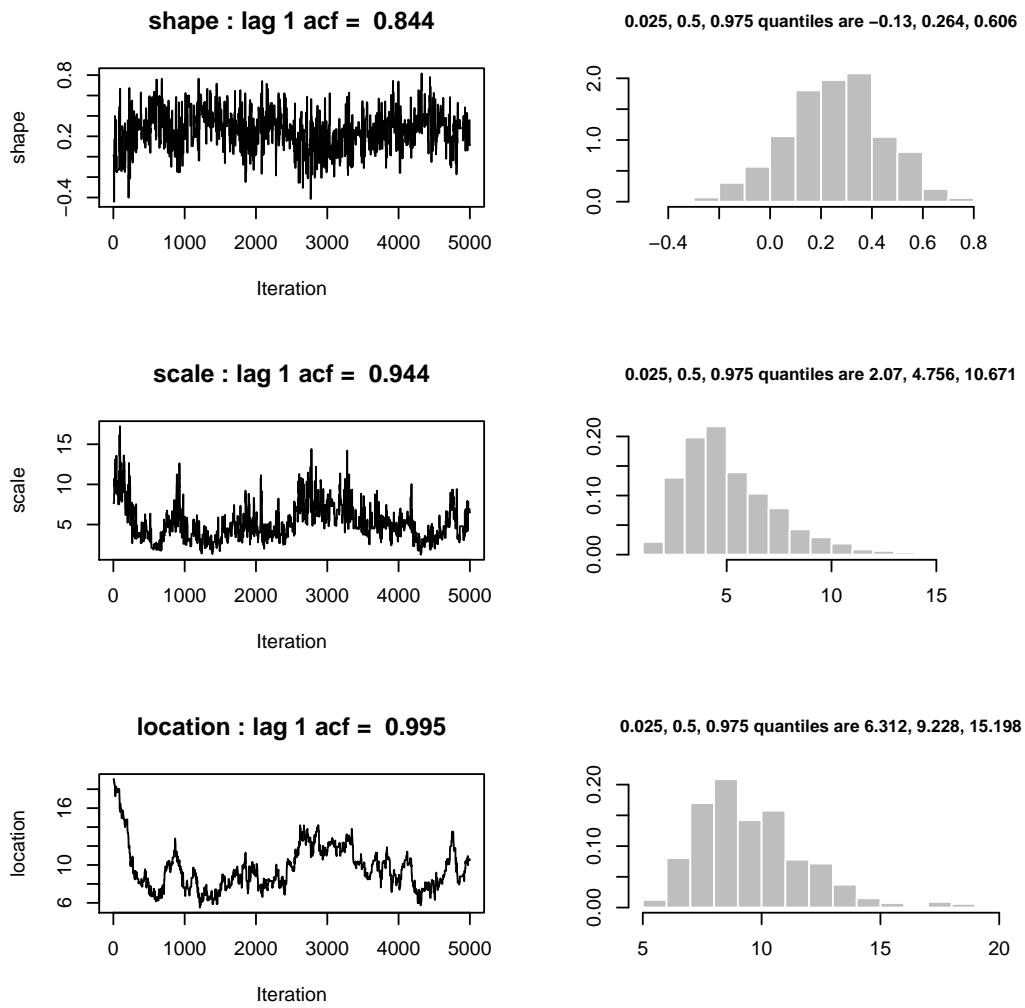 shape : lag 1 acf =  0.844
0.025, 0.5, 0.975 quantiles are −0.13, 0.264, 0.606
shape
−0.4 0.2 0.8
0 1000 2000 3000 4000 5000
Iteration
0.0 1.0 2.0
−0.4 0.0 0.2 0.4 0.6 0.8
scale : lag 1 acf =  0.944
0.025, 0.5, 0.975 quantiles are 2.07, 4.756, 10.671
scale
5 10 15
0 1000 2000 3000 4000 5000
Iteration
0.00 0.10 0.20
5 10 15
location : lag 1 acf =  0.995
0.025, 0.5, 0.975 quantiles are 6.312, 9.228, 15.198
location
6 10 16
0 1000 2000 3000 4000 5000
Iteration
0.00 0.10 0.20
5 10 15 20